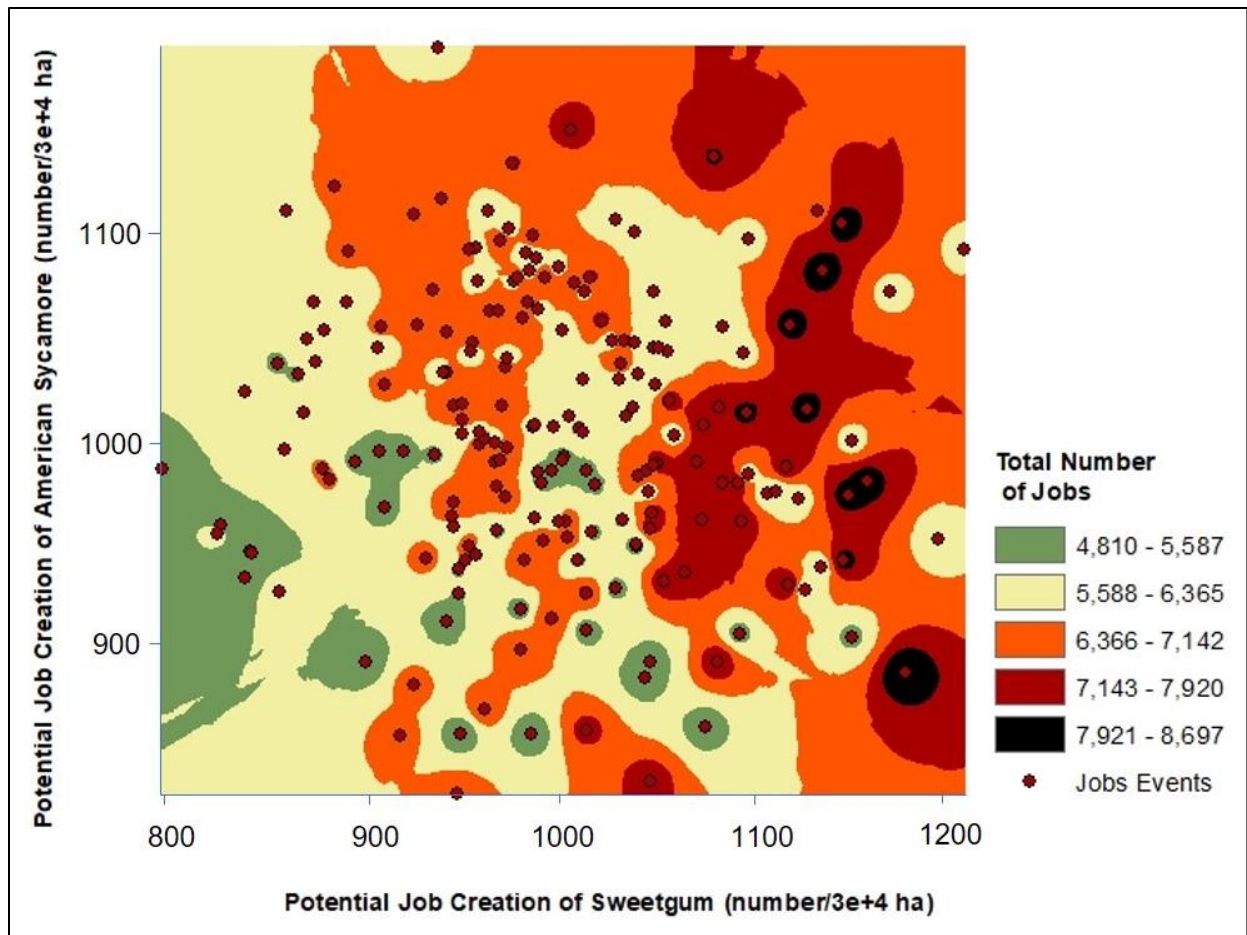 Potential Job Creation of American Sycamore (number/3e+4 ha)
1100
1000
900
800
900
1000
1100
1200
Potential Job Creation of Sweetgum (number/3e+4 ha)
Total Number
of Jobs
4,810 - 5,587
5,588 - 6,365
6,366 - 7,142
7,143 - 7,920
7,921 - 8,697
Jobs Events